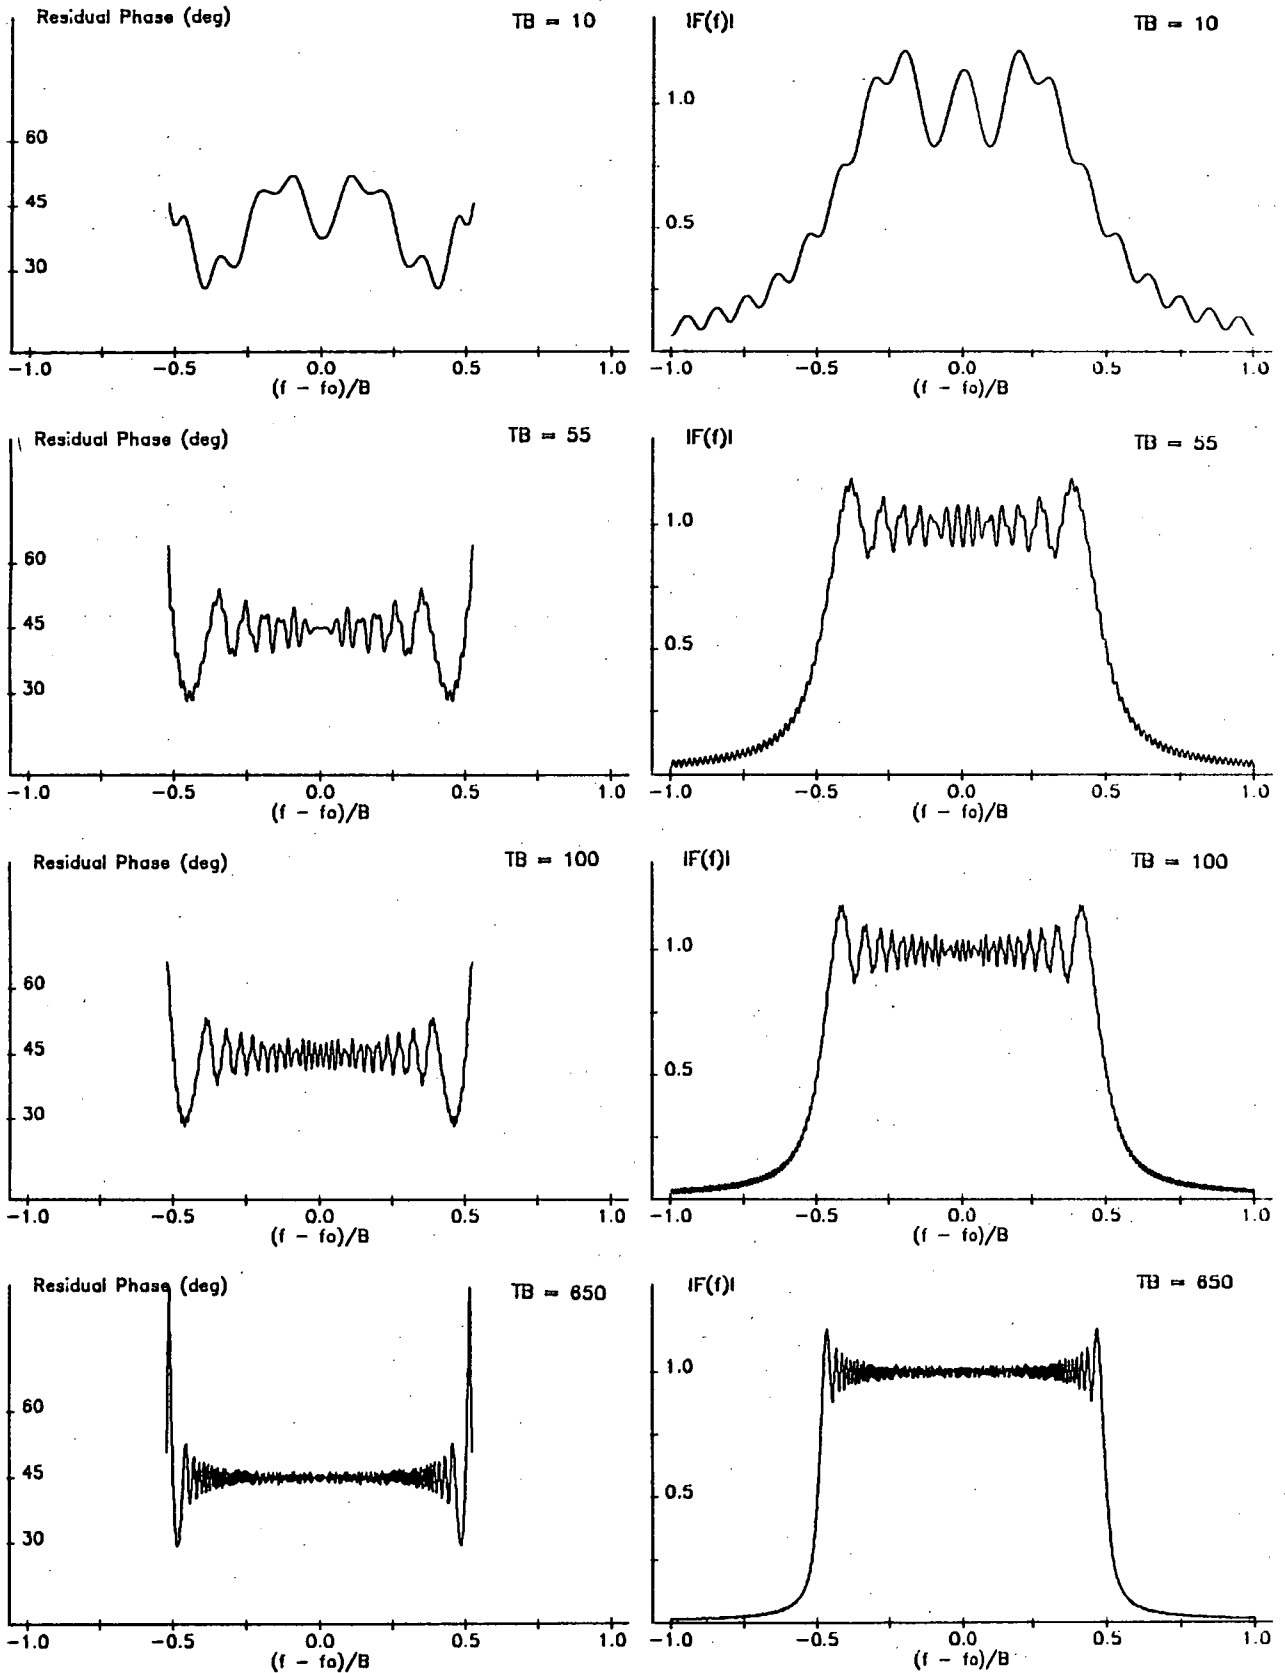 Residual Phase (deg)
TB = 10
60
45
30
-1.0 -0.5 0.0 0.5 1.0
(f - fo)/B
|F(f)|
TB = 10
1.0
0.5
-1.0 -0.5 0.0 0.5 1.0
(f - fo)/B
Residual Phase (deg)
TB = 55
60
45
30
-1.0 -0.5 0.0 0.5 1.0
(f - fo)/B
|F(f)|
TB = 55
1.0
0.5
-1.0 -0.5 0.0 0.5 1.0
(f - fo)/B
Residual Phase (deg)
TB = 100
60
45
30
-1.0 -0.5 0.0 0.5 1.0
(f - fo)/B
|F(f)|
TB = 100
1.0
0.5
-1.0 -0.5 0.0 0.5 1.0
(f - fo)/B
Residual Phase (deg)
TB = 650
60
45
30
-1.0 -0.5 0.0 0.5 1.0
(f - fo)/B
|F(f)|
TB = 650
1.0
0.5
-1.0 -0.5 0.0 0.5 1.0
(f - fo)/B